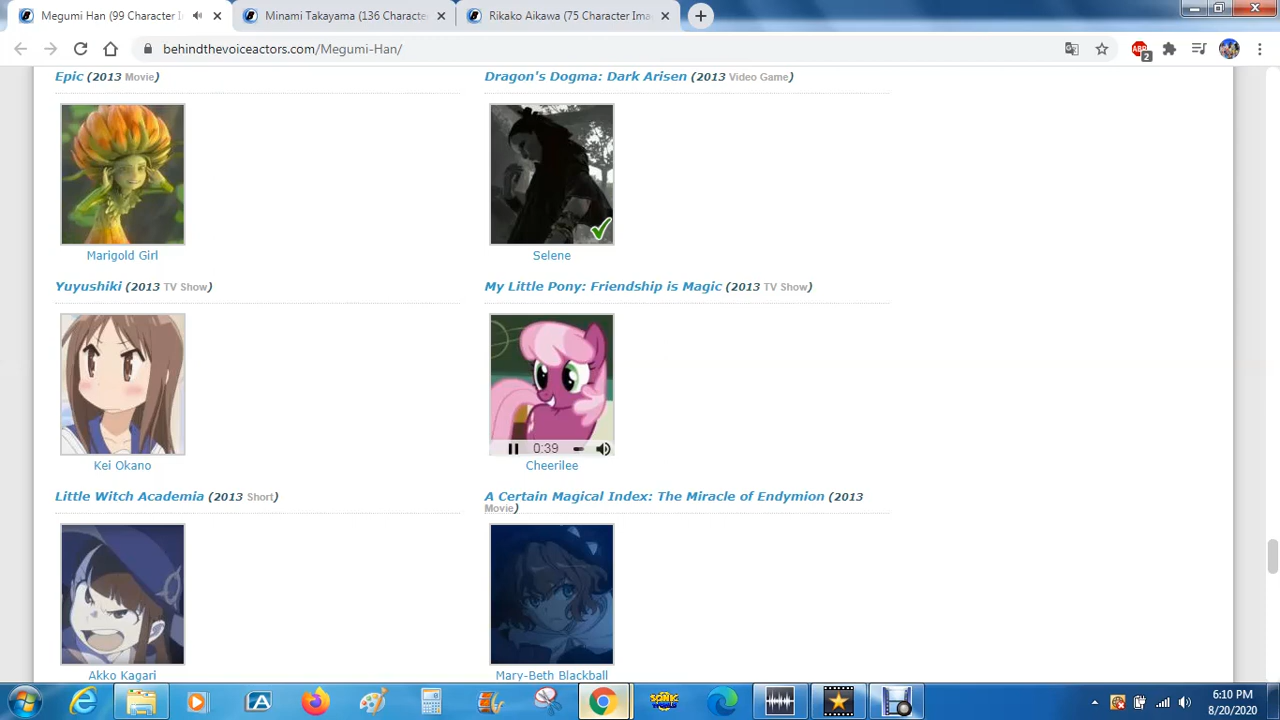 Megumi Han (99 Character I
Minami Takayama (136 Characte
Rikako Aikawa (75 Character Ima
behindthevoiceactors.com/Megumi-Han/
ABP
2
Epic (2013 Movie)
Dragon's Dogma: Dark Arisen (2013 Video Game)
Marigold Girl
Selene
Yuyushiki (2013 TV Show)
My Little Pony: Friendship is Magic (2013 TV Show)
0:39
Kei Okano
Cheerilee
Little Witch Academia (2013 Short)
A Certain Magical Index: The Miracle of Endymion (2013
Movie)
Akko Kagari
Mary-Beth Blackball
SONIC
6:10 PM
8/20/2020